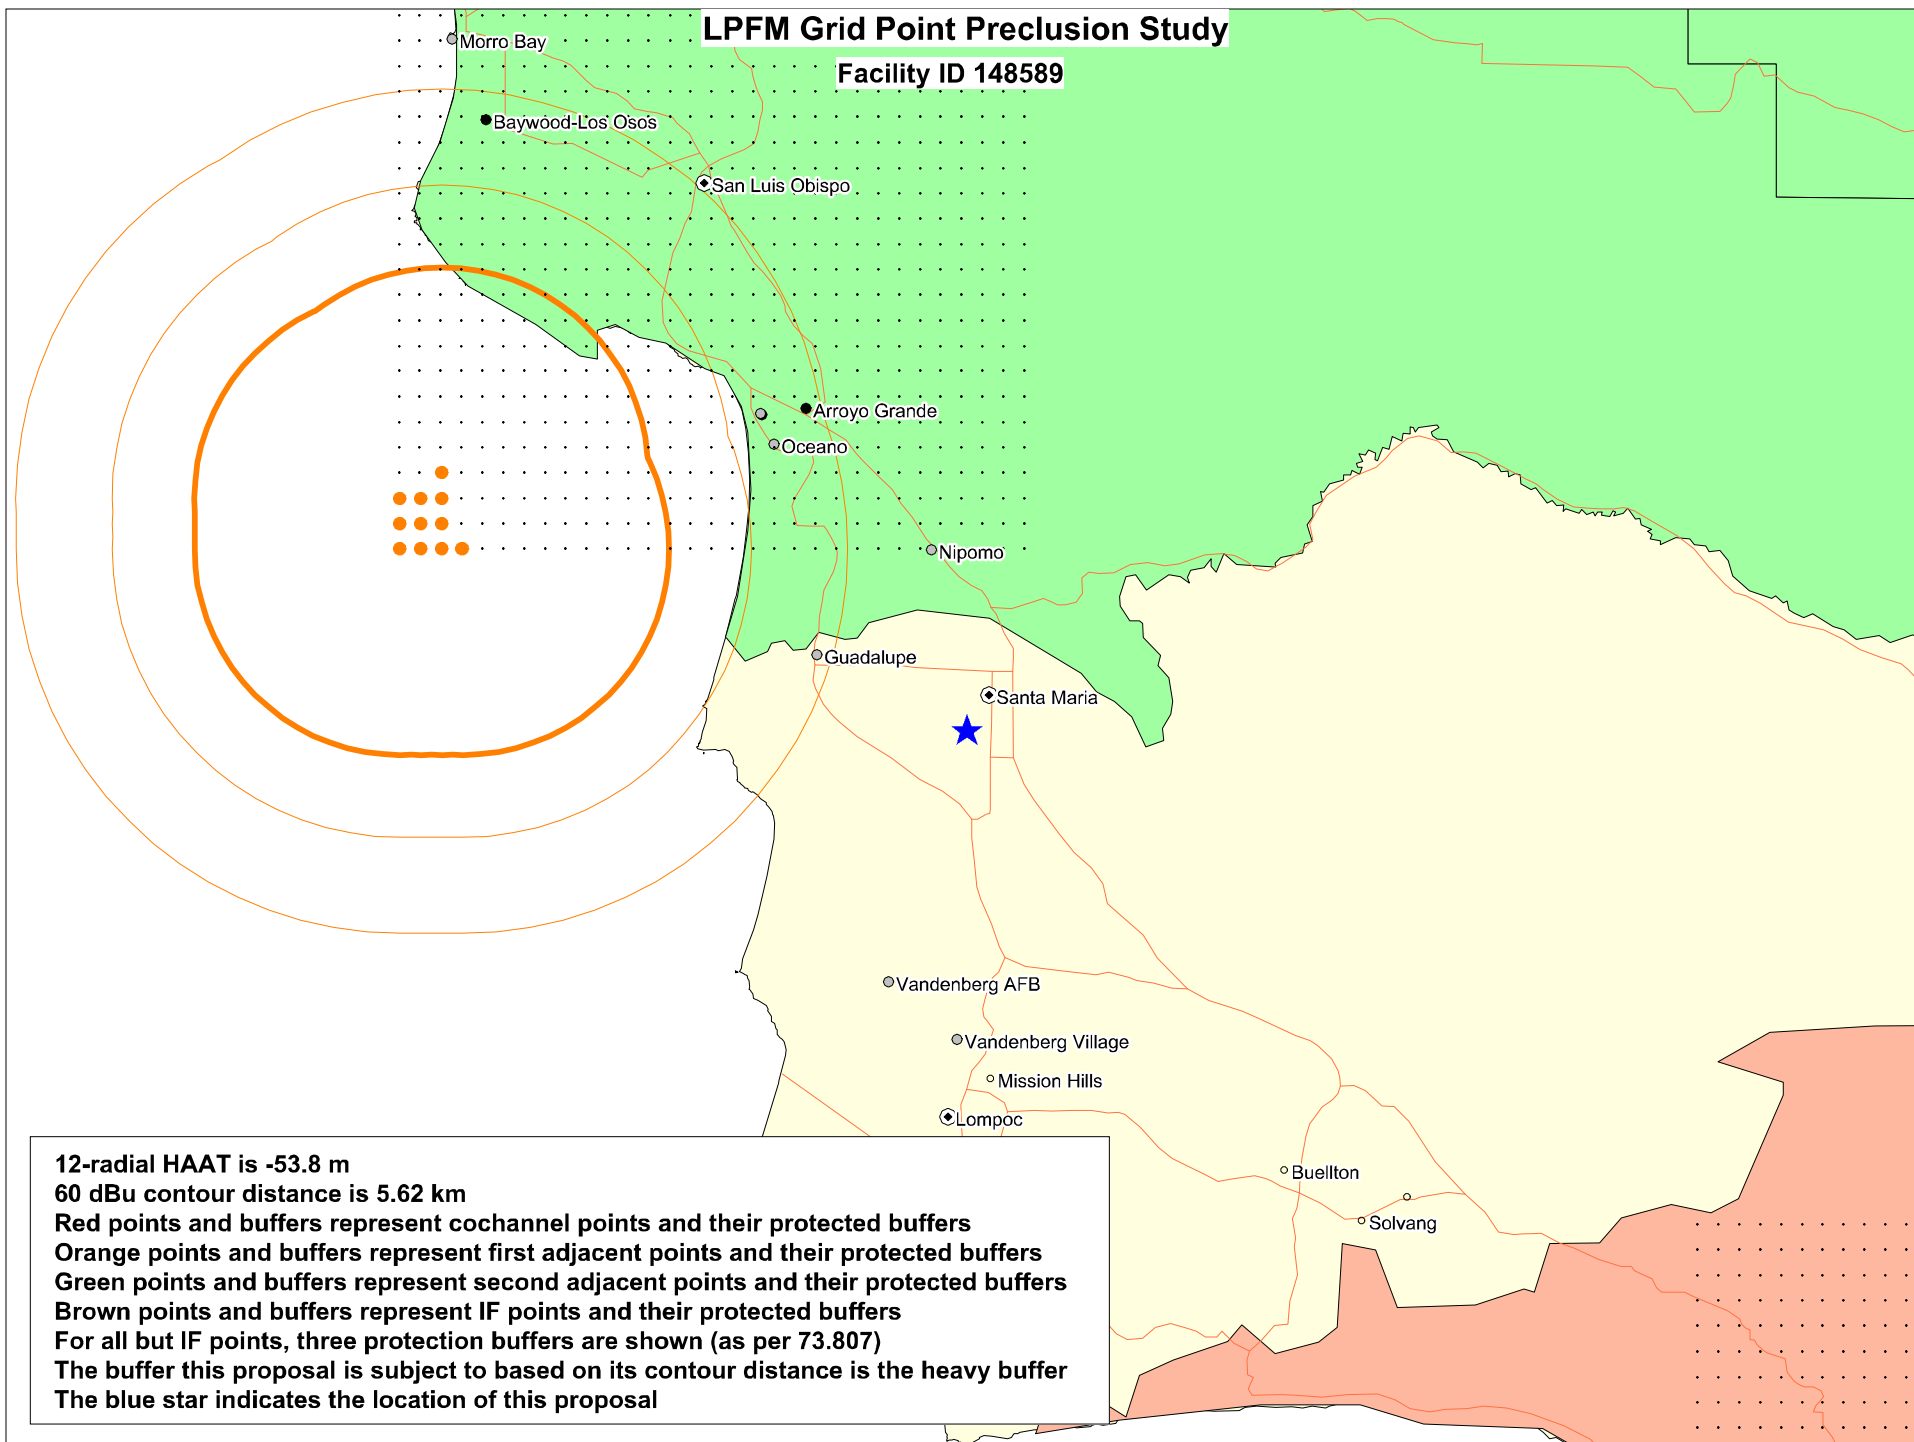 LPFM Grid Point Preclusion Study
Facility ID 148589
Morro Bay
Baywood-Los Osos
San Luis Obispo
Arroyo Grande
Oceano
Nipomo
Guadalupe
Santa Maria
Vandenberg AFB
Vandenberg Village
Mission Hills
Lompoc
Buellton
Solvang
12-radial HAAT is -53.8 m
60 dBu contour distance is 5.62 km
Red points and buffers represent cochannel points and their protected buffers
Orange points and buffers represent first adjacent points and their protected buffers
Green points and buffers represent second adjacent points and their protected buffers
Brown points and buffers represent IF points and their protected buffers
For all but IF points, three protection buffers are shown (as per 73.807)
The buffer this proposal is subject to based on its contour distance is the heavy buffer
The blue star indicates the location of this proposal